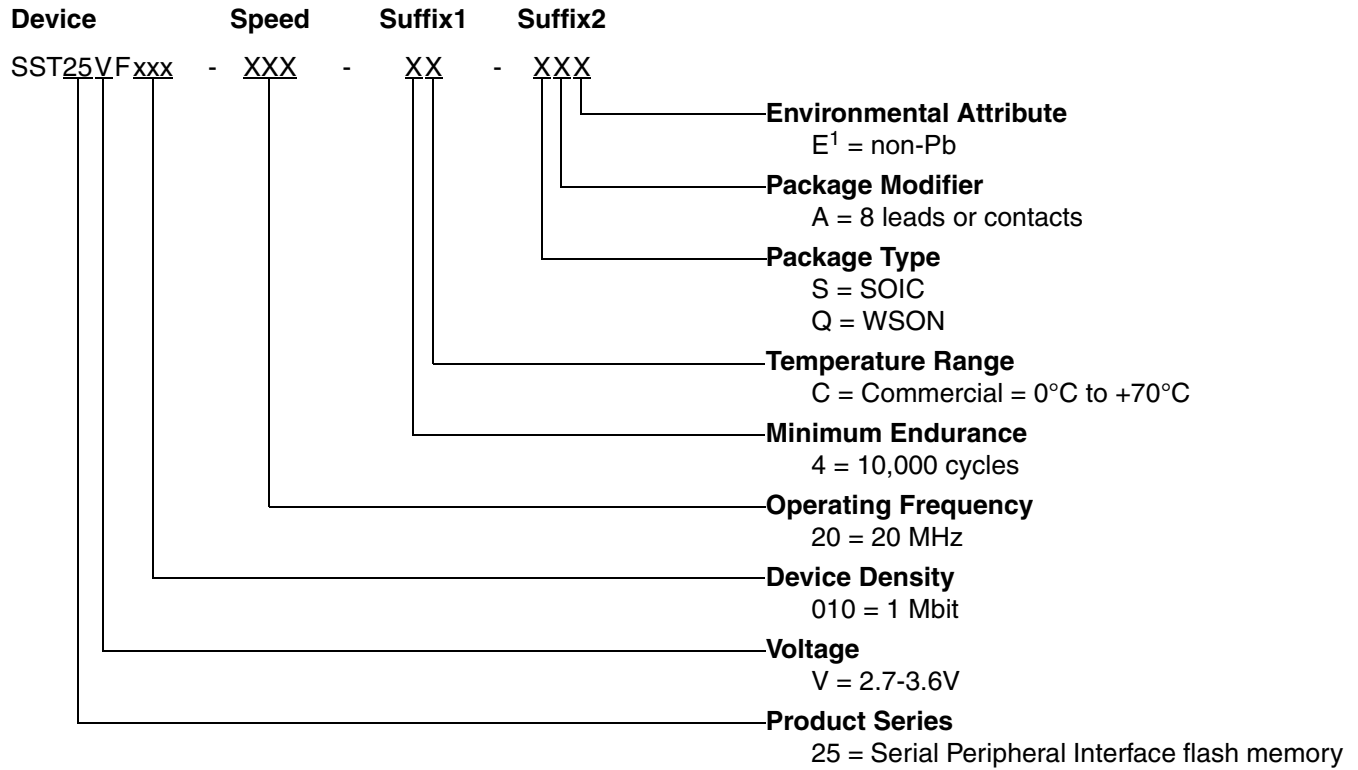 Device Speed Suffix1 Suffix2
SST25VFxxx - XXX - XX - XXX
Environmental Attribute
E1 = non-Pb
Package Modifier
A = 8 leads or contacts
Package Type
S = SOIC
Q = WSON
Temperature Range
C = Commercial = 0°C to +70°C
Minimum Endurance
4 = 10,000 cycles
Operating Frequency
20 = 20 MHz
Device Density
010 = 1 Mbit
Voltage
V = 2.7-3.6V
Product Series
25 = Serial Peripheral Interface flash memory